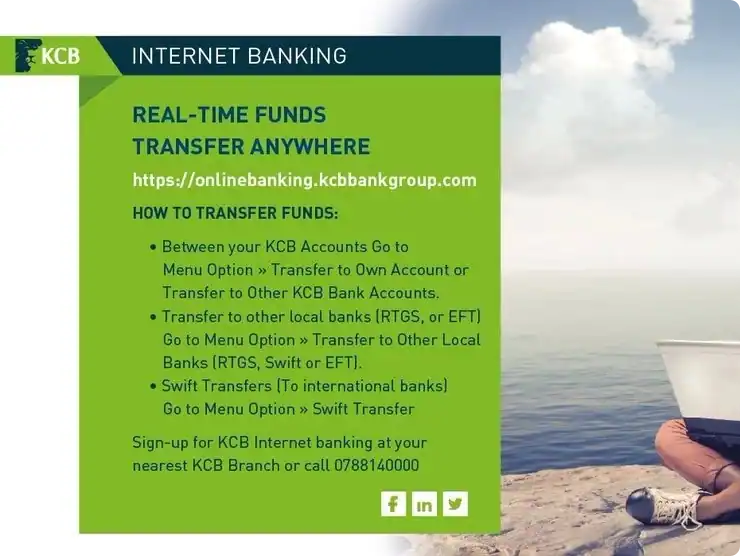 KCB INTERNET BANKING
REAL-TIME FUNDS
TRANSFER ANYWHERE
https://onlinebanking.kcbbankgroup.com
HOW TO TRANSFER FUNDS:
• Between your KCB Accounts Go to
Menu Option » Transfer to Own Account or
Transfer to Other KCB Bank Accounts.
• Transfer to other local banks (RTGS, or EFT)
Go to Menu Option » Transfer to Other Local
Banks (RTGS, Swift or EFT).
• Swift Transfers (To international banks)
Go to Menu Option » Swift Transfer
Sign-up for KCB Internet banking at your
nearest KCB Branch or call 0788140000
f in